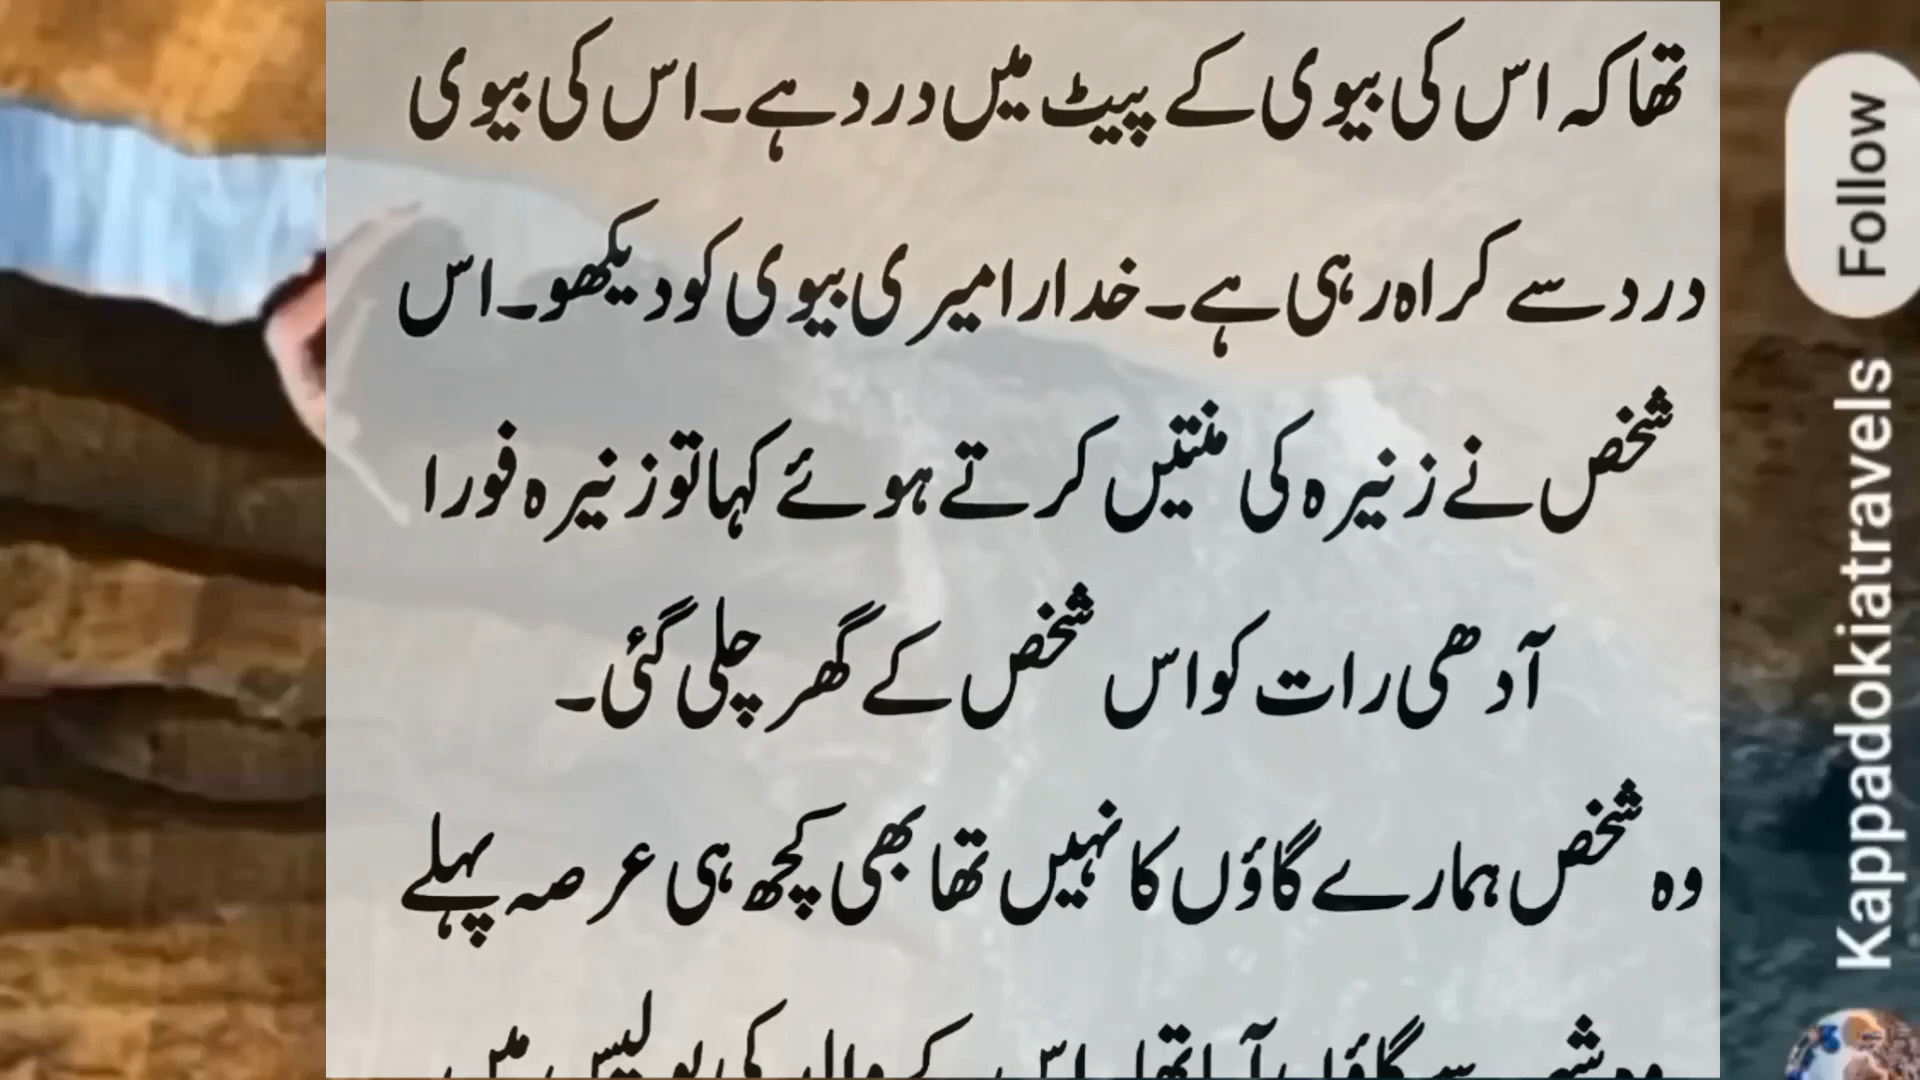 تھا کہ اس کی بیوی کے پیٹ میں درد ہے۔ اس کی بیوی
درد سے کراہ رہی ہے۔ خدارا میری بیوی کو دیکھو۔ اس
شخص نے زنیرہ کی منتیں کرتے ہوئے کہا تو زنیرہ فورا
آدھی رات کو اس شخص کے گھر چلی گئی۔
وہ شخص ہمارے گاؤں کا نہیں تھا بھی کچھ ہی عرصہ پہلے
Kappadokiatravels Follow